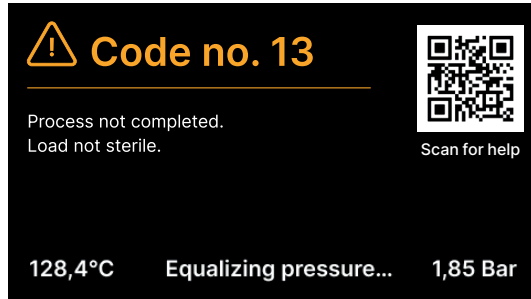 Code no. 13
Process not completed.
Load not sterile.
Scan for help
128,4°C
Equalizing pressure...
1,85 Bar